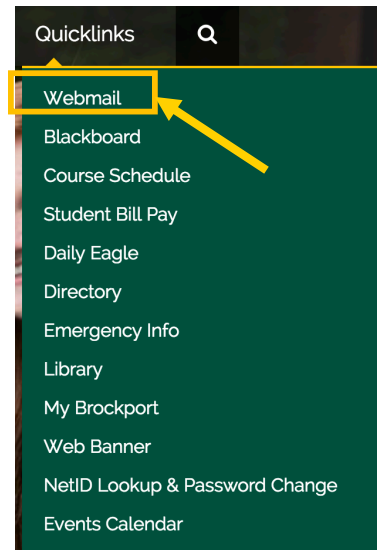 Quicklinks
Webmail
Blackboard
Course Schedule
Student Bill Pay
Daily Eagle
Directory
Emergency Info
Library
My Brockport
Web Banner
NetID Lookup & Password Change
Events Calendar